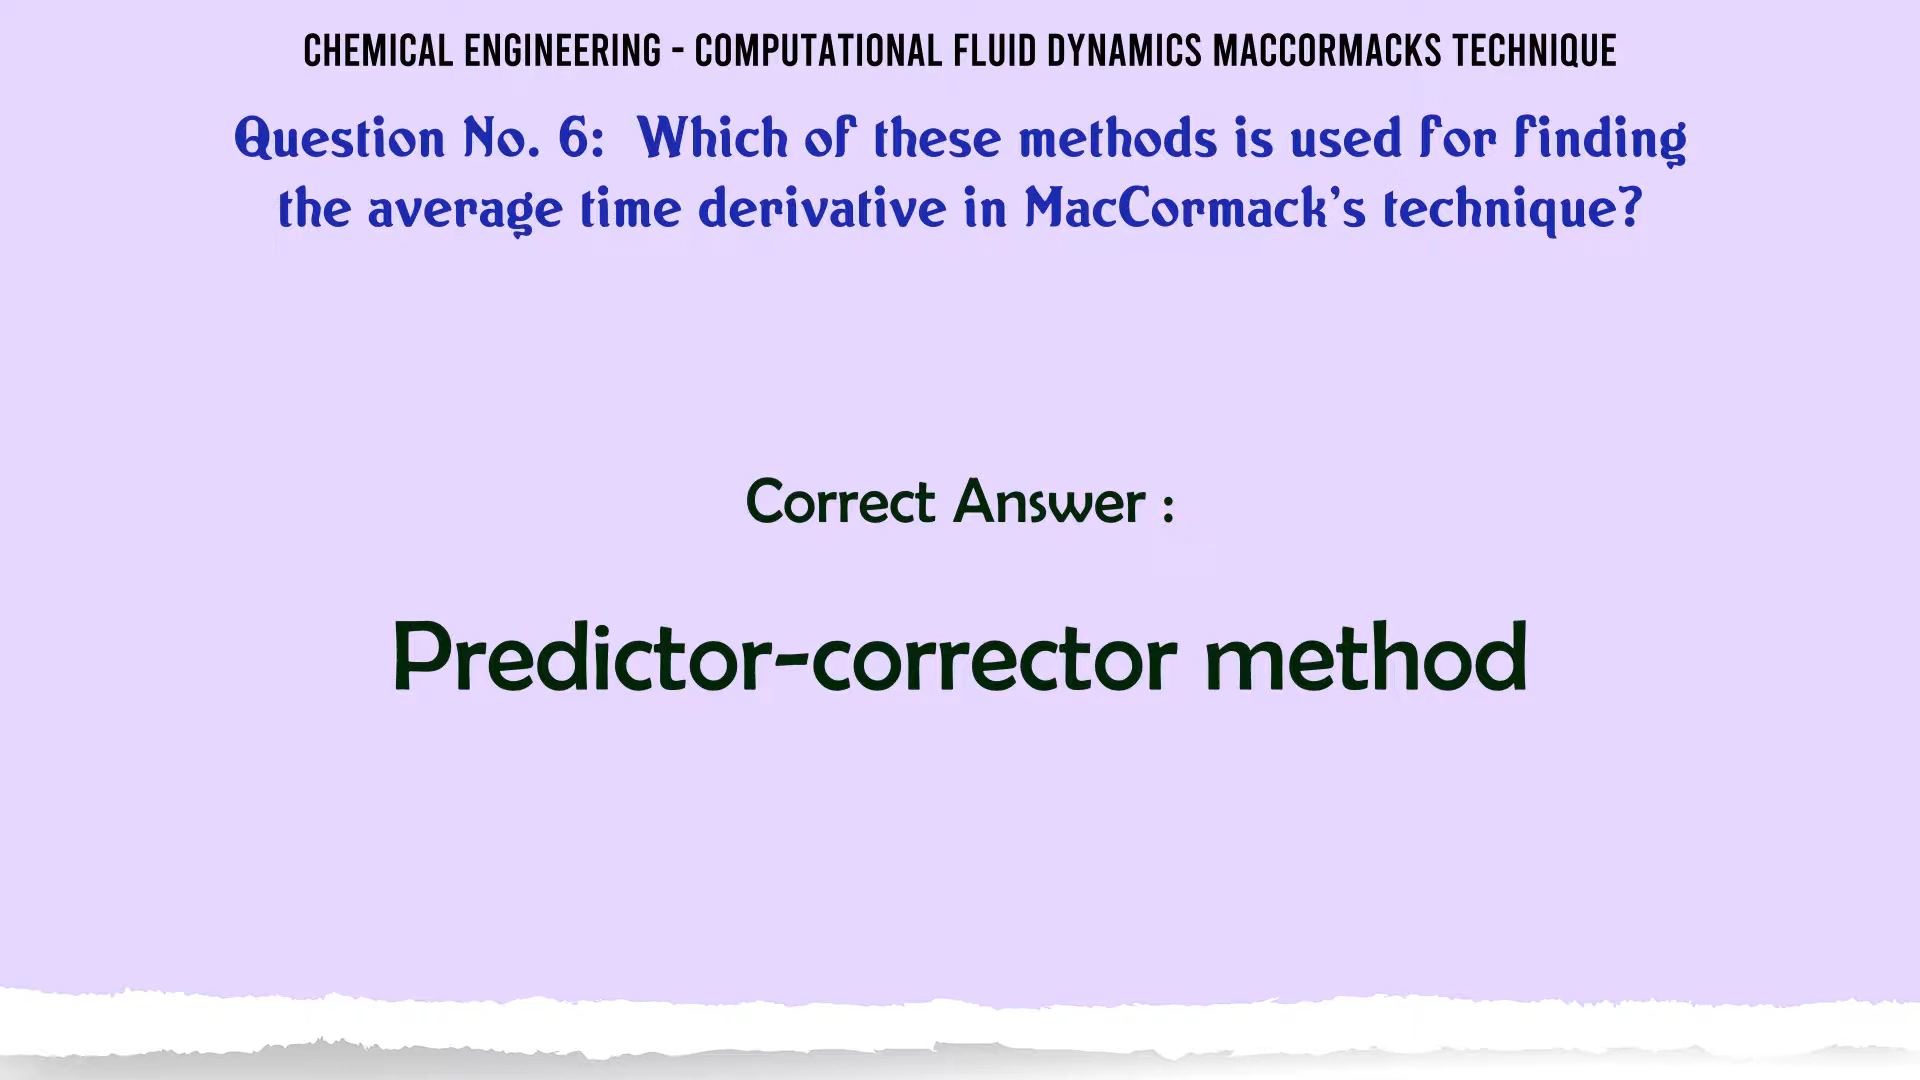 CHEMICAL ENGINEERING - COMPUTATIONAL FLUID DYNAMICS MACCORMACKS TECHNIQUE
Question No. 6: Which of these methods is used for finding
the average time derivative in MacCormack's technique?
Correct Answer :
Predictor-corrector method